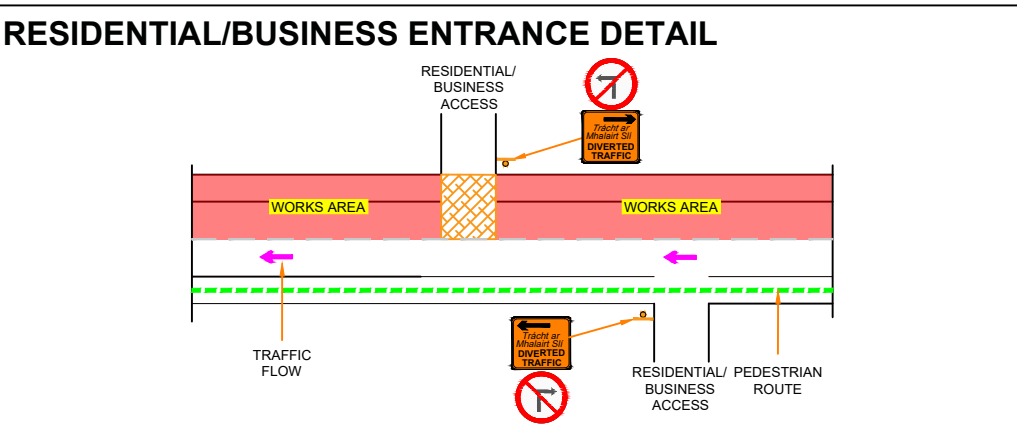 RESIDENTIAL/BUSINESS ENTRANCE DETAIL
RESIDENTIAL/
BUSINESS
ACCESS
Trácht ar
Mhalairt Slí
DIVERTED
TRAFFIC
WORKS AREA
WORKS AREA
Trácht ar
Mhalairt Slí
DIVERTED
TRAFFIC
TRAFFIC
FLOW
RESIDENTIAL/
BUSINESS
ACCESS
PEDESTRIAN
ROUTE